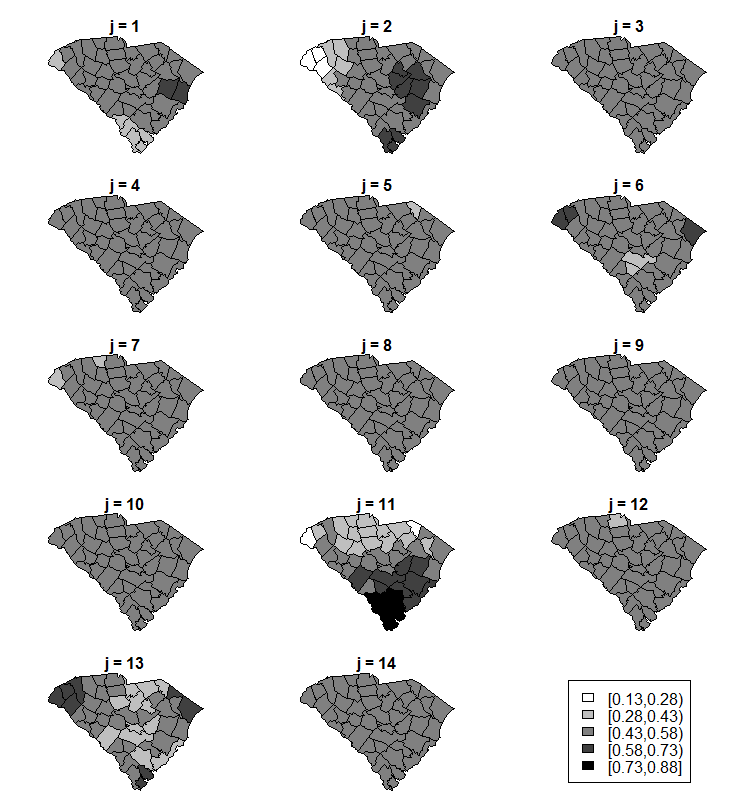 j = 1
j = 2
j = 3
j = 4
j = 5
j = 6
j = 7
j = 8
j = 9
j = 10
j = 11
j = 12
j = 13
j = 14
[0.13,0.28)
[0.28,0.43)
[0.43,0.58)
[0.58,0.73)
[0.73,0.88]